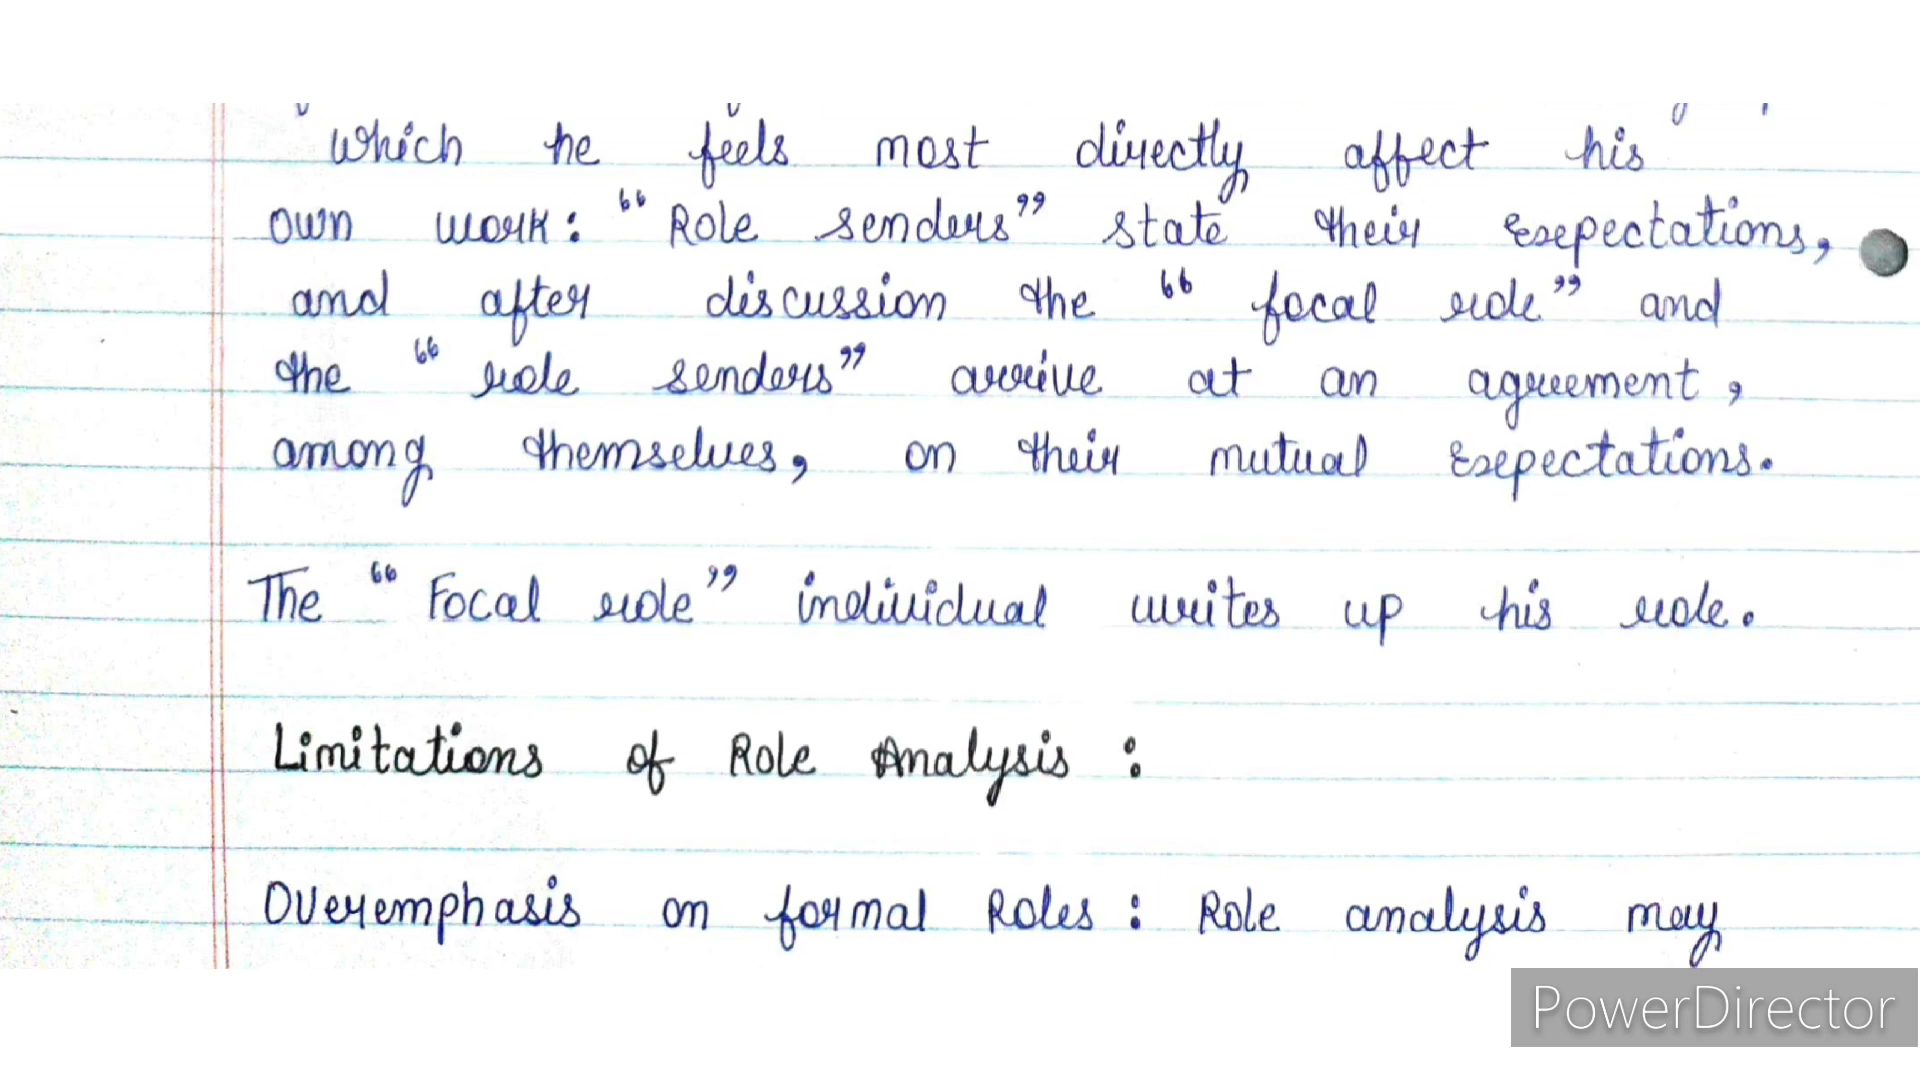 which he feels most directly affect his
own work: "Role senders" state their expectations,
and after discussion the "focal role" and
the "role senders" arrive at an agreement,
among themselves, on their mutual expectations.
The "Focal role" individual writes up his role.
Limitations of Role Analysis :
Overemphasis on formal Roles : Role analysis may
PowerDirector